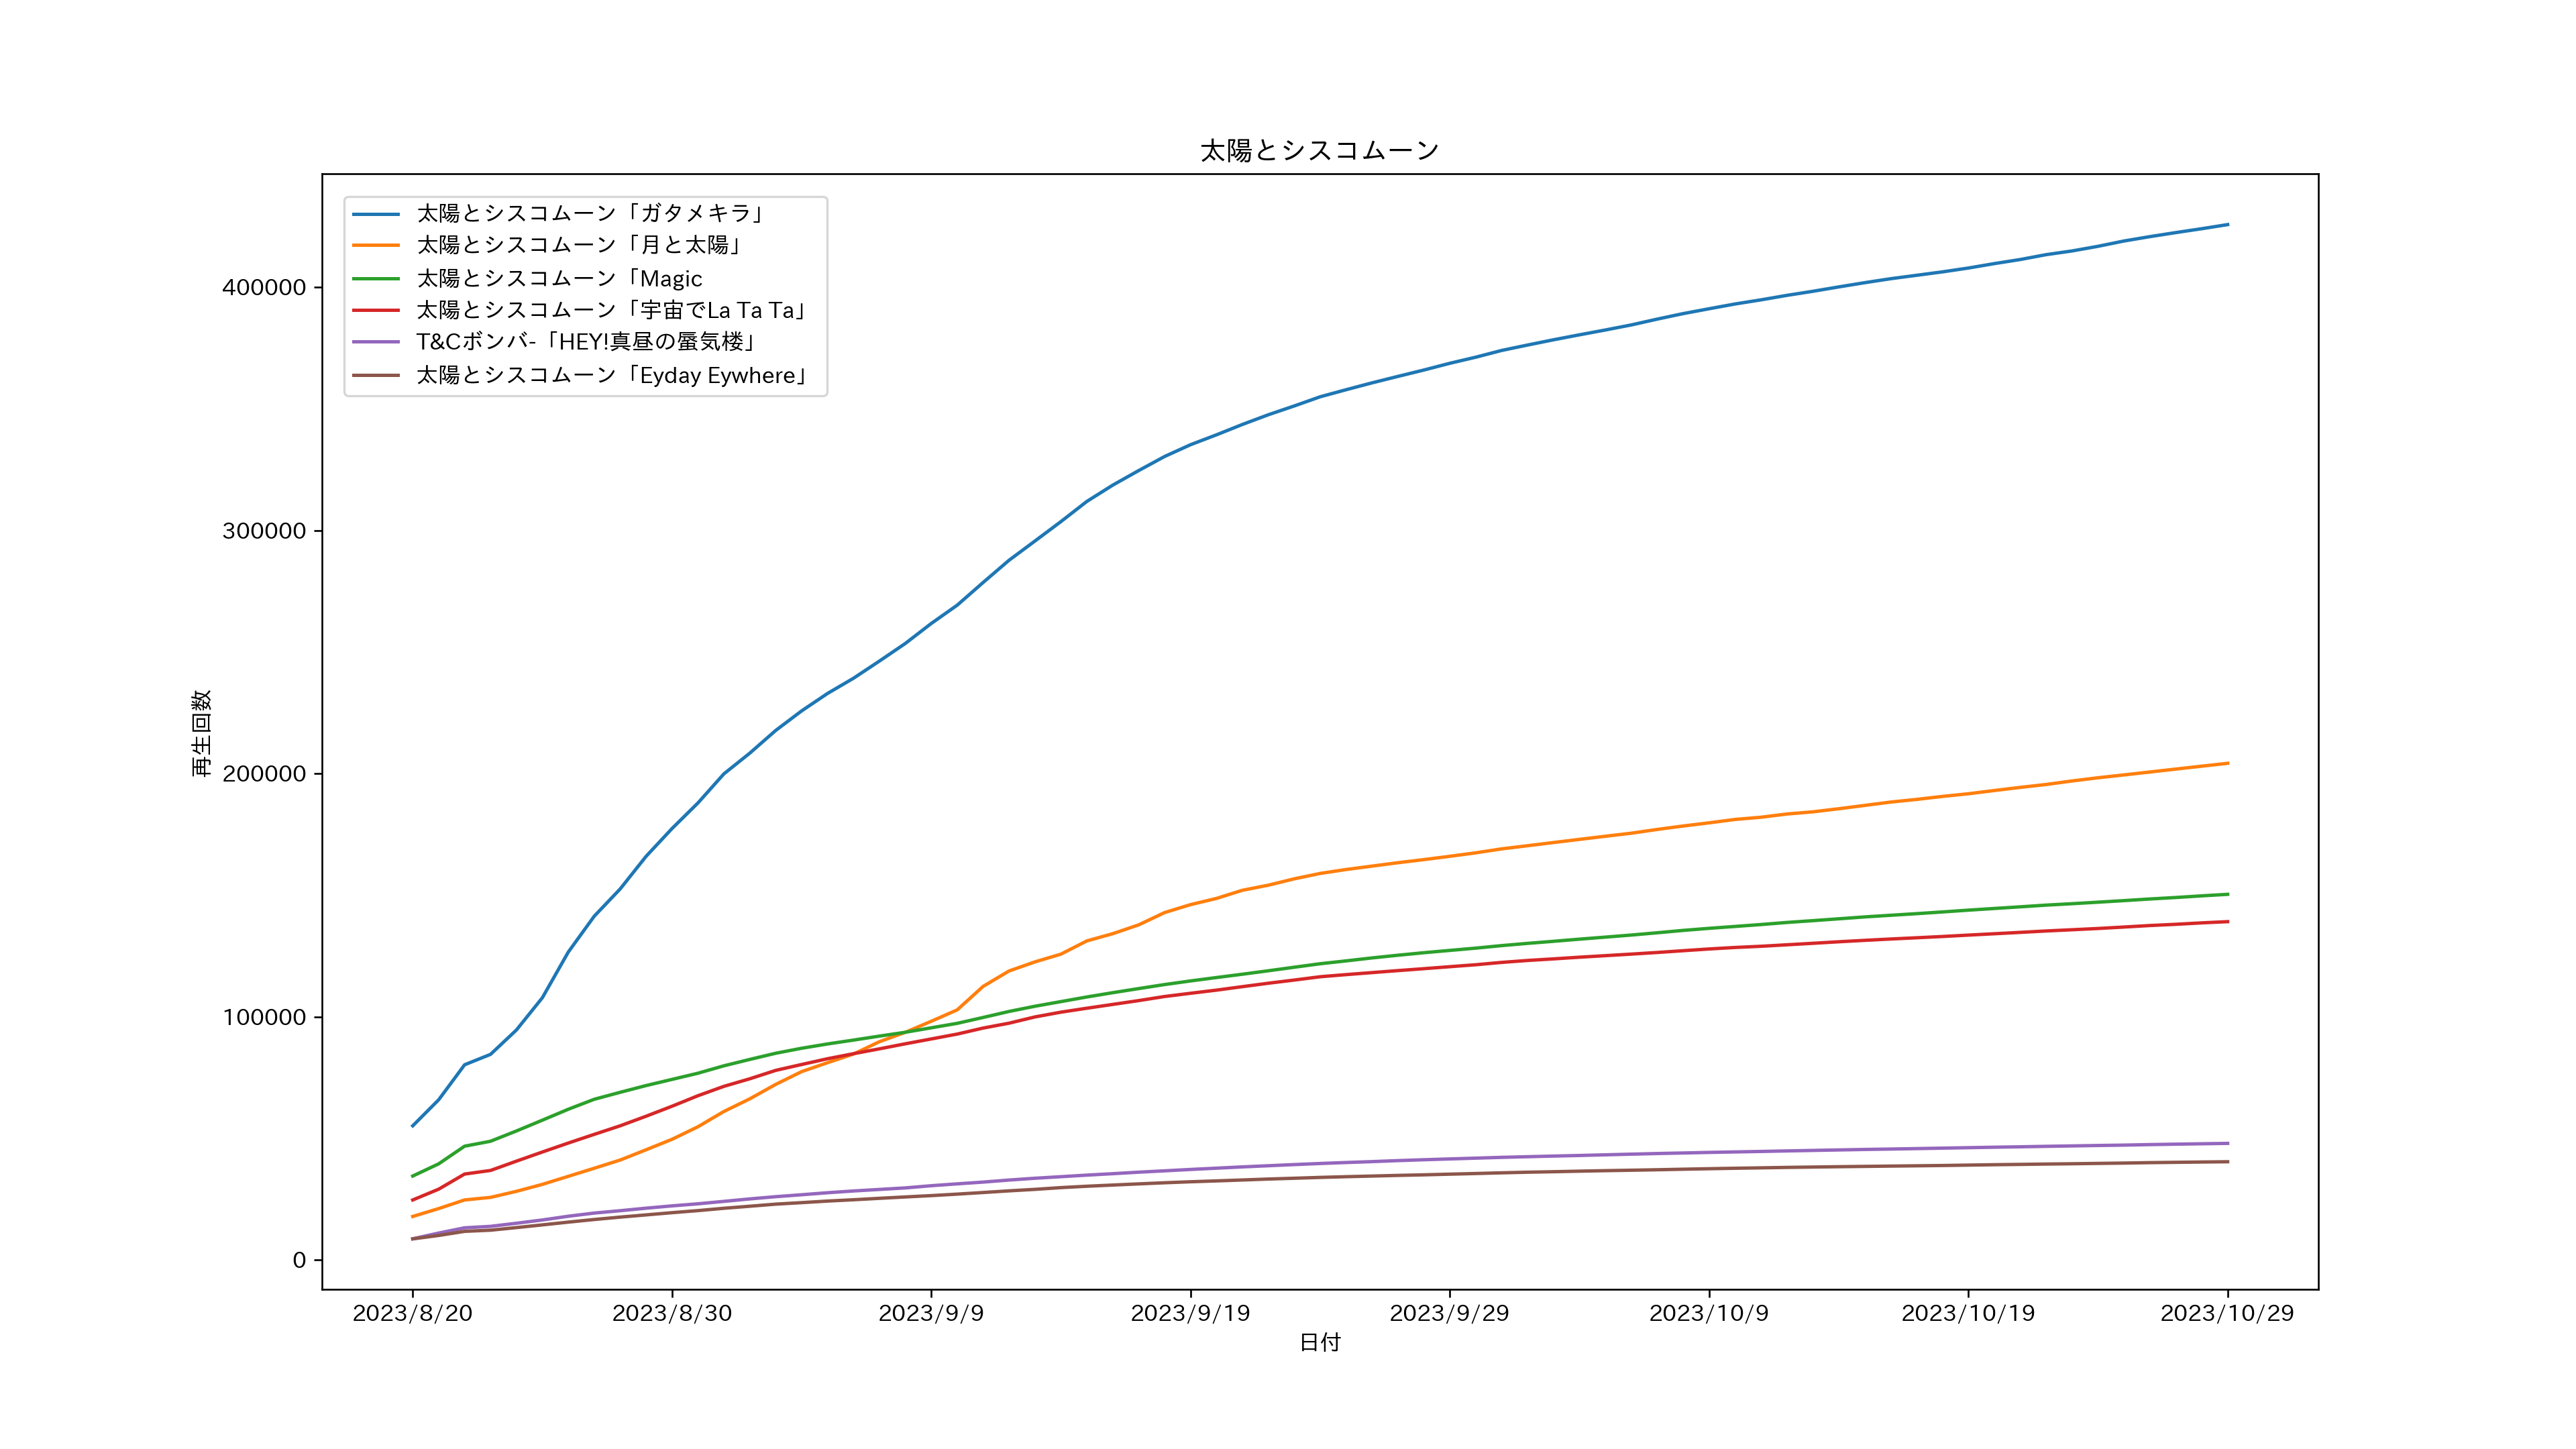 太陽とシスコムーン
太陽とシスコムーン「ガタメキラ」
太陽とシスコムーン「月と太陽」
太陽とシスコムーン「Magic
太陽とシスコムーン「宇宙でLa Ta Ta」
T&Cボンバ-「HEY!真昼の蜃気楼」
太陽とシスコムーン「Eyday Eywhere」
400000
300000
200000
100000
0
再生回数
2023/8/20 2023/8/30 2023/9/9 2023/9/19 2023/9/29 2023/10/9 2023/10/19 2023/10/29
日付